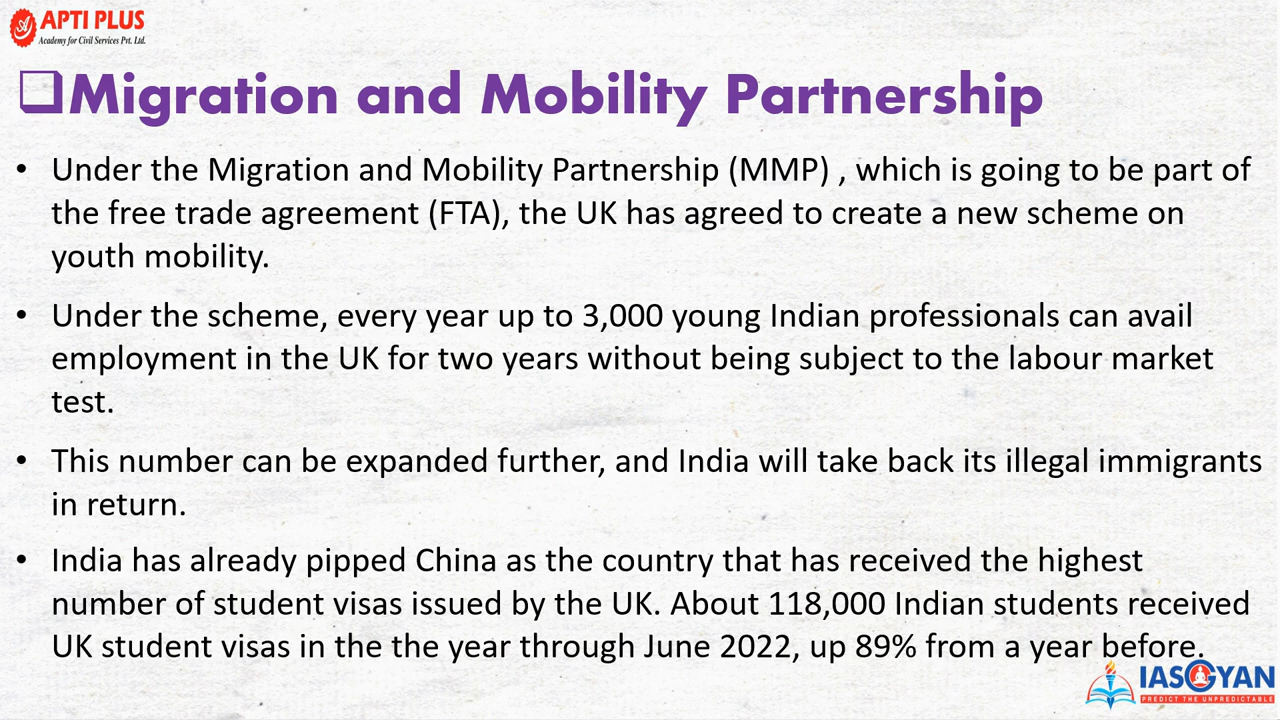 APTI PLUS
Academy for Civil Services Pvt. Ltd.
❑Migration and Mobility Partnership
• Under the Migration and Mobility Partnership (MMP) , which is going to be part of
the free trade agreement (FTA), the UK has agreed to create a new scheme on
youth mobility.
• Under the scheme, every year up to 3,000 young Indian professionals can avail
employment in the UK for two years without being subject to the labour market
test.
• This number can be expanded further, and India will take back its illegal immigrants
in return.
• India has already pipped China as the country that has received the highest
number of student visas issued by the UK. About 118,000 Indian students received
UK student visas in the the year through June 2022, up 89% from a year before.
IASGYAN
PREDICT THE UNPREDICTABLE